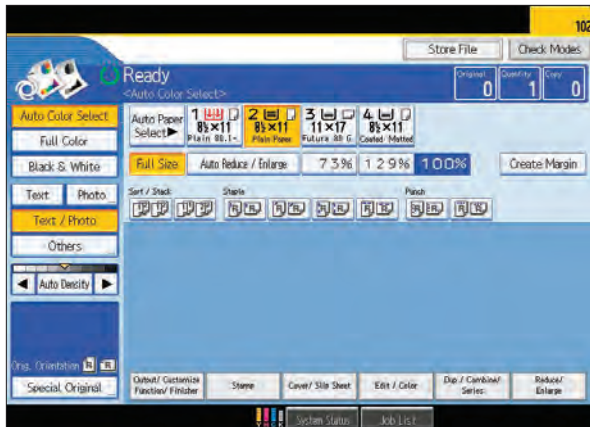 102
Store File Check Modes
Ready
<Auto Color Select>
Original 0 Quantity 1 Copy 0
Auto Color Select
Full Color
Black & White
Text Photo
Text / Photo
Others
Auto Density
Orig. Orientation R R
Special Original
Auto Paper Select▶
1 8½×11 Plain
2 8½×11 Plain Paper
3 11×17 Futura
4 8½×11 Coated: Matted
Full Size Auto Reduce / Enlarge 73% 129% 100% Create Margin
Sort / Stack Staple Punch
Output/ Customize Function/ Finisher
Stamp
Cover/ Slip Sheet
Edit / Color
Dup./ Combine/ Series
Reduce/ Enlarge
Y M C K
System Status Job List